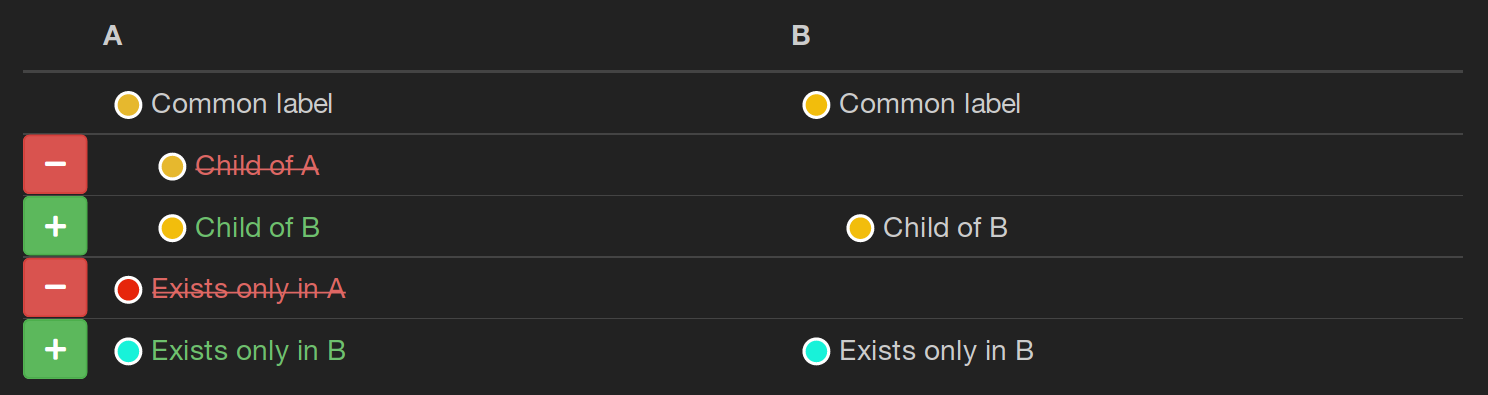 A B
Common label Common label
− Child of A
+ Child of B Child of B
− Exists only in A
+ Exists only in B Exists only in B